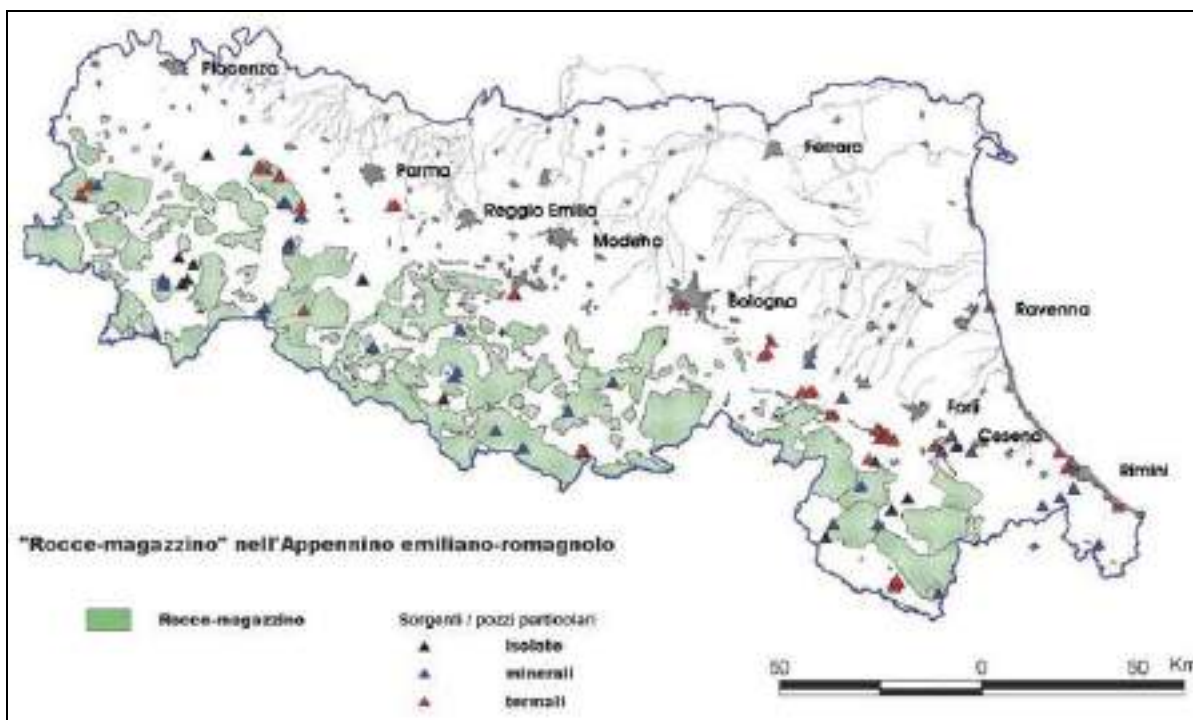 Piacenza
Parma
Reggio Emilia
Modena
Ferrara
Bologna
Ravenna
Forlì
Cesena
Rimini
"Rocce-magazzino" nell'Appennino emiliano-romagnolo
Rocce-magazzino
Sorgenti / pozzi particolari
isolate
minerali
termali
50 0 50 Km